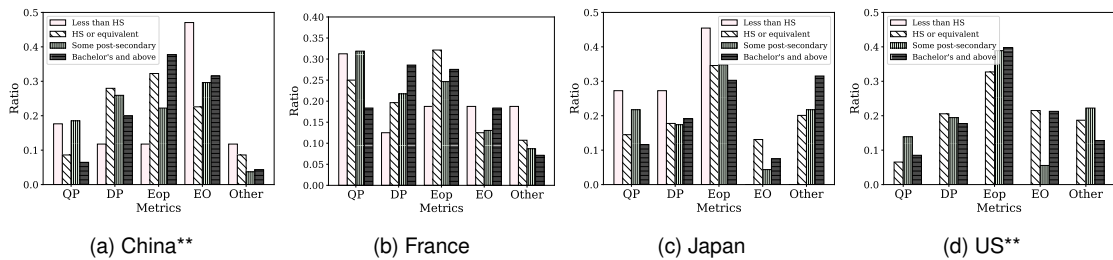 0.5
0.4
0.3
0.2
0.1
0.0
Ratio
Less than HS
HS or equivalent
Some post-secondary
Bachelor's and above
QP DP Eop EO Other
Metrics
(a) China**
0.40
0.35
0.30
0.25
0.20
0.15
0.10
0.05
0.00
Ratio
QP DP Eop EO Other
Metrics
(b) France
0.5
0.4
0.3
0.2
0.1
0.0
Ratio
Less than HS
HS or equivalent
Some post-secondary
Bachelor's and above
QP DP Eop EO Other
Metrics
(c) Japan
0.5
0.4
0.3
0.2
0.1
0.0
Ratio
Less than HS
HS or equivalent
Some post-secondary
Bachelor's and above
QP DP Eop EO Other
Metrics
(d) US**